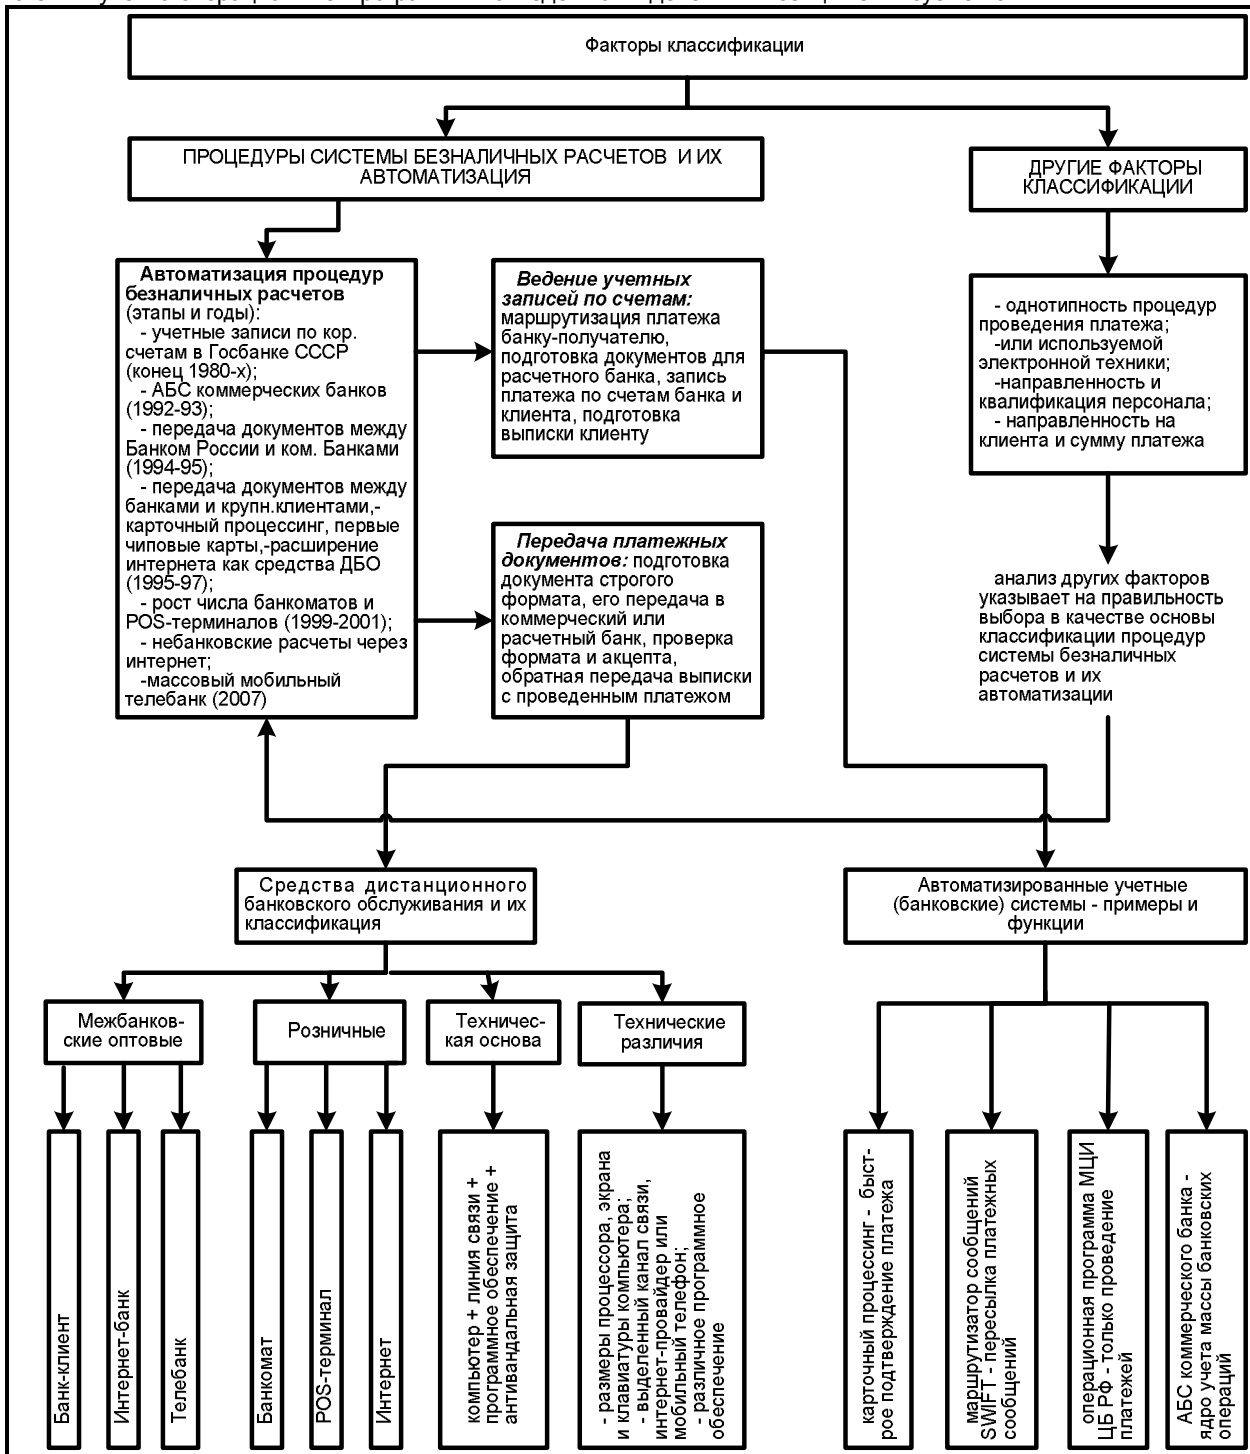 Факторы классификации
ПРОЦЕДУРЫ СИСТЕМЫ БЕЗНАЛИЧНЫХ РАСЧЕТОВ И ИХ
АВТОМАТИЗАЦИЯ
ДРУГИЕ ФАКТОРЫ
КЛАССИФИКАЦИИ
Автоматизация процедур
безналичных расчетов
(этапы и годы):
- учетные записи по кор.
счетам в Госбанке СССР
(конец 1980-х);
- АБС коммерческих банков
(1992-93);
- передача документов между
Банком России и ком. Банками
(1994-95);
- передача документов между
банками и крупн.клиентами,-
карточный процессинг, первые
чиповые карты,-расширение
интернета как средства ДБО
(1995-97);
- рост числа банкоматов и
POS-терминалов (1999-2001);
- небанковские расчеты через
интернет;
-массовый мобильный
телебанк (2007)
Ведение учетных
записей по счетам:
маршрутизация платежа
банку-получателю,
подготовка документов для
расчетного банка, запись
платежа по счетам банка и
клиента, подготовка
выписки клиенту
Передача платежных
документов: подготовка
документа строгого
формата, его передача в
коммерческий или
расчетный банк, проверка
формата и акцепта,
обратная передача выписки
с проведенным платежом
- однотипность процедур
проведения платежа;
-или используемой
электронной техники;
-направленность и
квалификация персонала;
- направленность на
клиента и сумму платежа
анализ других факторов
указывает на правильность
выбора в качестве основы
классификации процедур
системы безналичных
расчетов и их
автоматизации
Средства дистанционного
банковского обслуживания и их
классификация
Автоматизированные учетные
(банковские) системы - примеры и
функции
Межбанков-
ские оптовые
Розничные
Техничес-
кая основа
Технические
различия
Банк-клиент
Интернет-банк
Телебанк
Банкомат
POS-терминал
Интернет
компьютер + линия связи +
программное обеспечение +
антивандальная защита
- размеры процессора, экрана
и клавиатуры компьютера;
- выделенный канал связи,
интернет-провайдер или
мобильный телефон;
- различное программное
обеспечение
карточный процессинг - быст-
рое подтверждение платежа
маршрутизатор сообщений
SWIFT - пересылка платежных
сообщений
операционная программа МЦИ
ЦБ РФ - только проведение
платежей
АБС коммерческого банка -
ядро учета массы банковских
операций